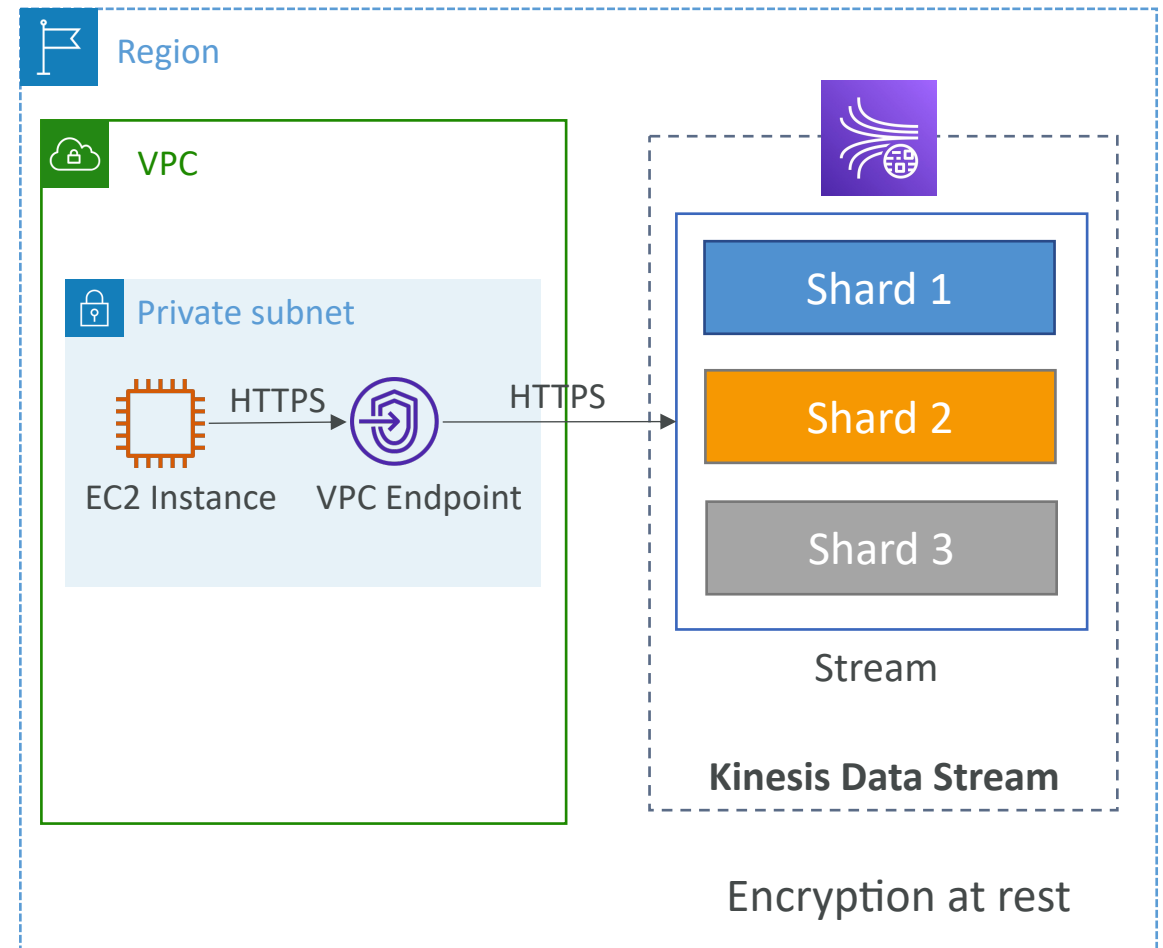 Region
VPC
Private subnet
HTTPS
HTTPS
EC2 Instance
VPC Endpoint
Shard 1
Shard 2
Shard 3
Stream
Kinesis Data Stream
Encryption at rest